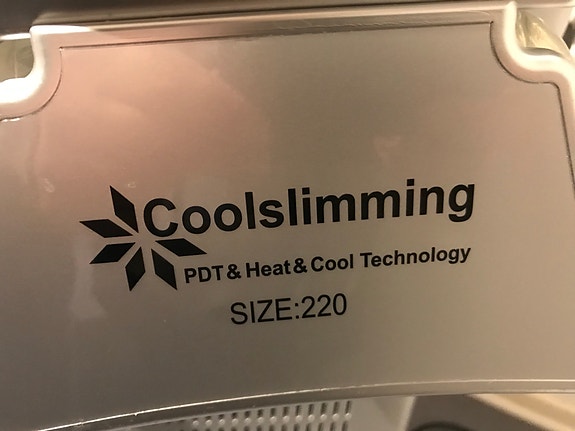 Coolslimming
PDT & Heat & Cool Technology
SIZE:220